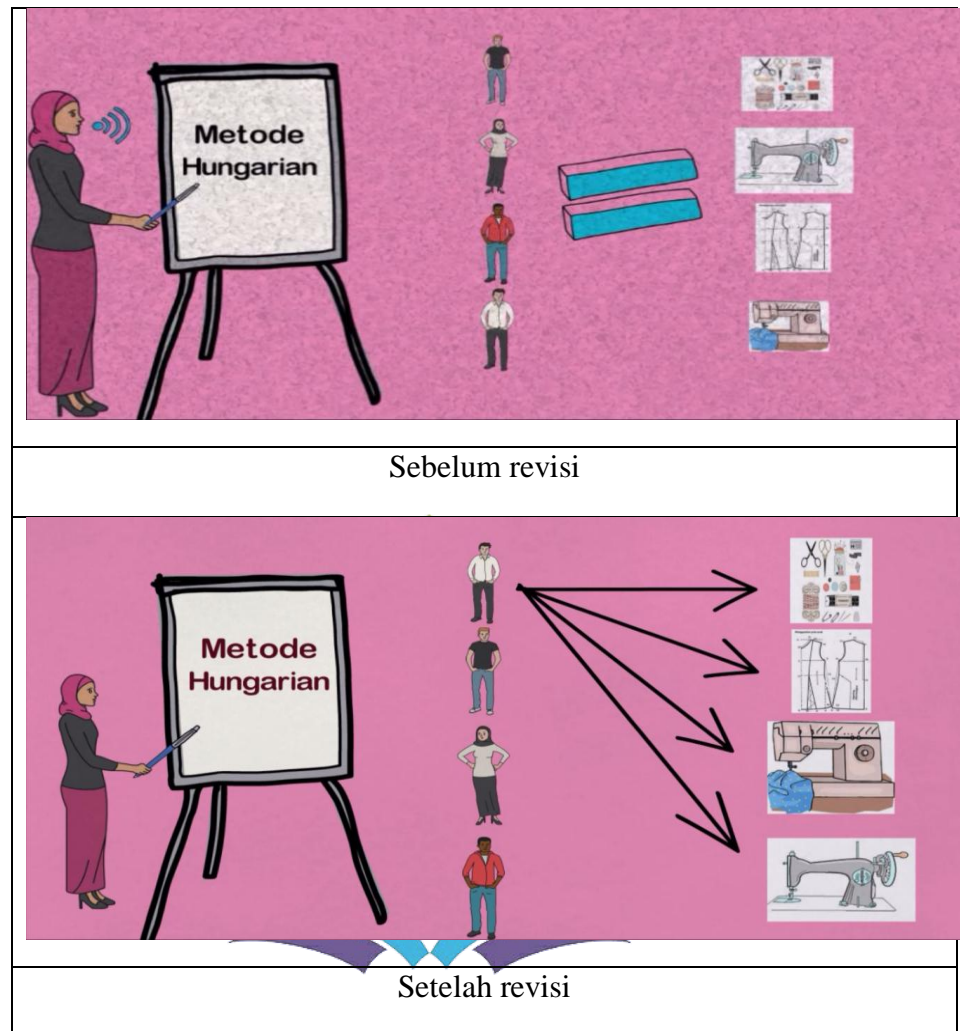 Metode
Hungarian
Sebelum revisi
Metode
Hungarian
Setelah revisi